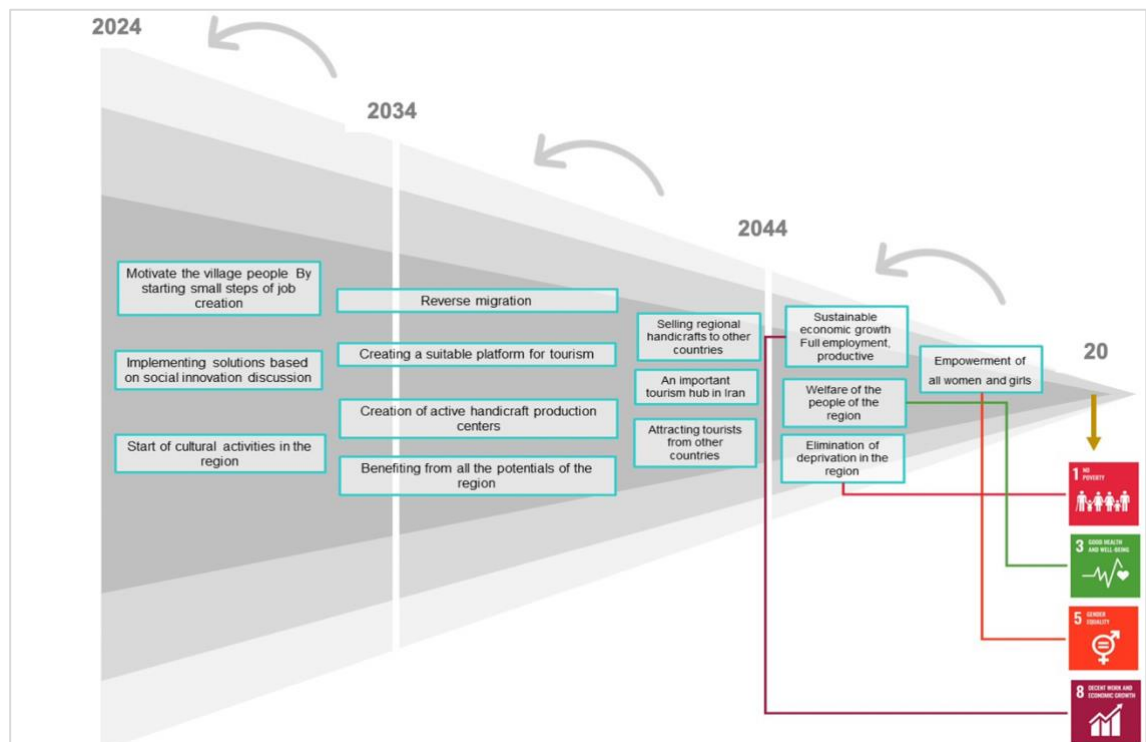 2024
2034
2044
20
Motivate the village people By
starting small steps of job
creation
Implementing solutions based
on social innovation discussion
Start of cultural activities in the
region
Reverse migration
Creating a suitable platform for tourism
Creation of active handicraft production
centers
Benefiting from all the potentials of the
region
Selling regional
handicrafts to other
countries
An important
tourism hub in Iran
Attracting tourists
from other
countries
Sustainable
economic growth
Full employment,
productive
Welfare of the
people of the
region
Elimination of
deprivation in the
region
Empowerment of
all women and girls
1 NO
POVERTY
3 GOOD HEALTH
AND WELL-BEING
5 GENDER
EQUALITY
8 DECENT WORK AND
ECONOMIC GROWTH